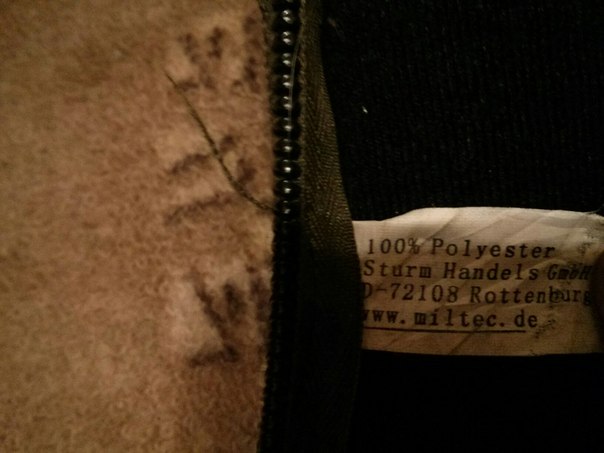 100% Polyester
Sturm Handels GmbH
D-72108 Rottenburg
www.miltec.de